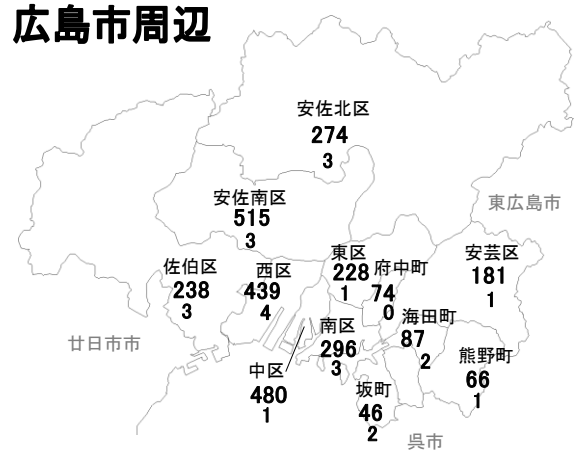 広島市周辺
安佐北区
274
3
安佐南区
515
3
東広島市
佐伯区
238
3
西区
439
4
東区
228
1
府中町
74
0
安芸区
181
1
海田町
87
2
南区
296
3
廿日市市
中区
480
1
熊野町
66
1
坂町
46
2
呉市